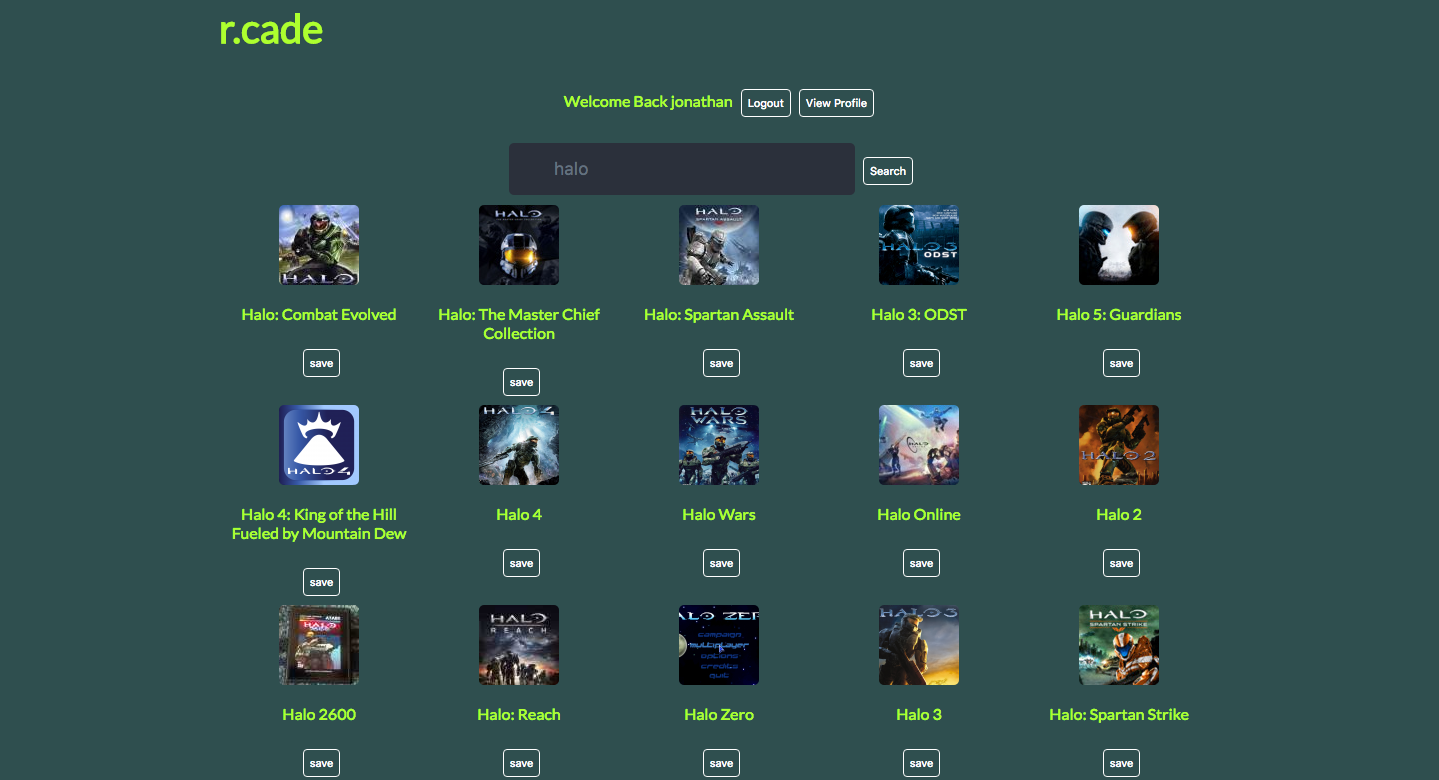 r.cade
Welcome Back jonathan Logout View Profile
halo Search
HALO
HALO
HALO
SPARTAN ASSAULT
HALO 3
ODST
Halo: Combat Evolved
Halo: The Master Chief
Collection
Halo: Spartan Assault
Halo 3: ODST
Halo 5: Guardians
save
save
save
save
save
HALO 4
HALO 4
HALO
WARS
HALO
HALO 2
Halo 4: King of the Hill
Fueled by Mountain Dew
Halo 4
Halo Wars
Halo Online
Halo 2
save
save
save
save
save
ATARI
HALO
HALO
REACH
ALO ZER
campaign
multiplayer
options
credits
quit
HALO 3
HALO
SPARTAN STRIKE
Halo 2600
Halo: Reach
Halo Zero
Halo 3
Halo: Spartan Strike
save
save
save
save
save